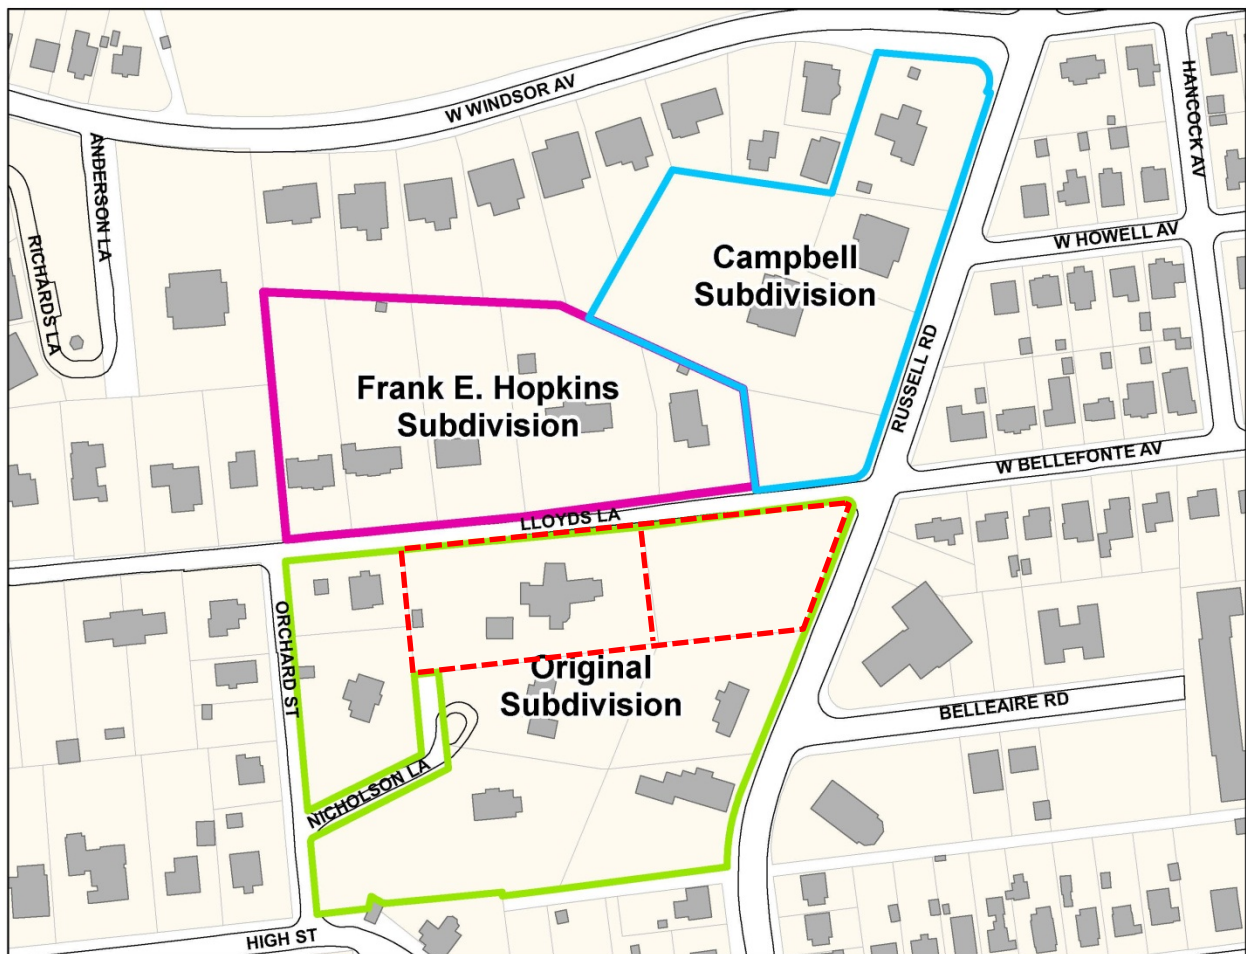 W WINDSOR AV
HANCOCK AV
ANDERSON LA
RICHARDS LA
W HOWELL AV
Campbell
Subdivision
RUSSELL RD
Frank E. Hopkins
Subdivision
W BELLEFONTE AV
LLOYDS LA
ORCHARD ST
Original
Subdivision
BELLEAIRE RD
NICHOLSON LA
HIGH ST